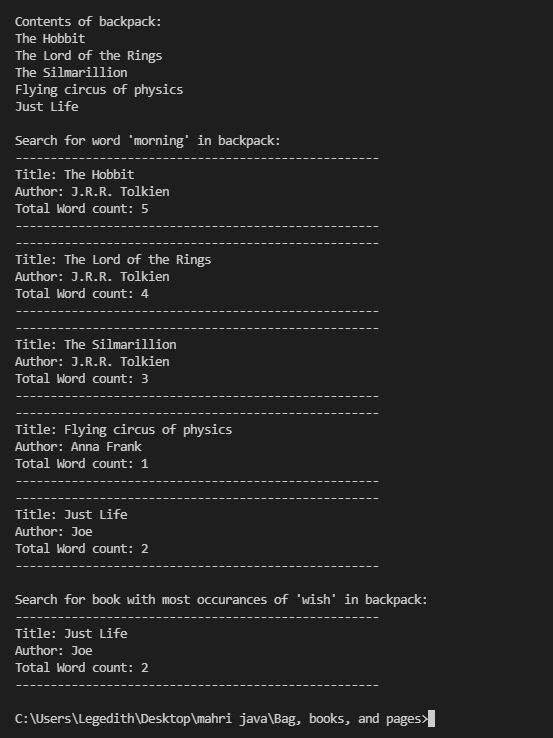 Contents of backpack:
The Hobbit
The Lord of the Rings
The Silmarillion
Flying circus of physics
Just Life
Search for word 'morning' in backpack:
----------------------------------------------------
Title: The Hobbit
Author: J.R.R. Tolkien
Total Word count: 5
----------------------------------------------------
----------------------------------------------------
Title: The Lord of the Rings
Author: J.R.R. Tolkien
Total Word count: 4
----------------------------------------------------
----------------------------------------------------
Title: The Silmarillion
Author: J.R.R. Tolkien
Total Word count: 3
----------------------------------------------------
----------------------------------------------------
Title: Flying circus of physics
Author: Anna Frank
Total Word count: 1
----------------------------------------------------
----------------------------------------------------
Title: Just Life
Author: Joe
Total Word count: 2
----------------------------------------------------
Search for book with most occurances of 'wish' in backpack:
----------------------------------------------------
Title: Just Life
Author: Joe
Total Word count: 2
----------------------------------------------------
C:\Users\Legedith\Desktop\mahri java\Bag, books, and pages>